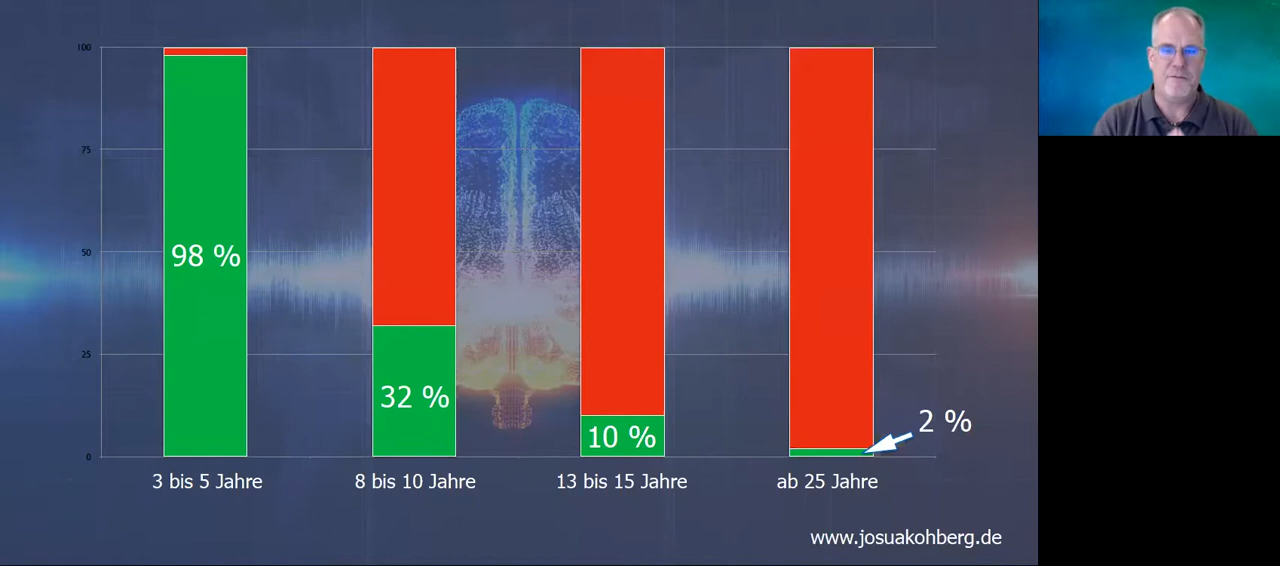 100
75
50
25
0
98 %
32 %
10 %
2 %
3 bis 5 Jahre
8 bis 10 Jahre
13 bis 15 Jahre
ab 25 Jahre
www.josuakohberg.de